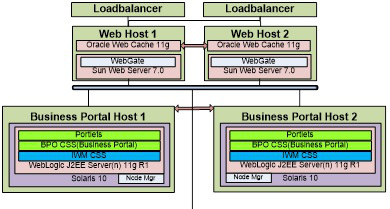 Loadbalancer
Loadbalancer
Web Host 1
Web Host 2
Oracle Web Cache 11g
Oracle Web Cache 11g
WebGate
WebGate
Sun Web Server 7.0
Sun Web Server 7.0
Business Portal Host 1
Business Portal Host 2
Portlets
Portlets
BPO CSS(Business Portal)
BPO CSS(Business Portal)
IWM CSS
IWM CSS
WebLogic J2EE Server(n) 11g R1
WebLogic J2EE Server(n) 11g R1
Solaris 10
Node Mgr
Node Mgr
Solaris 10